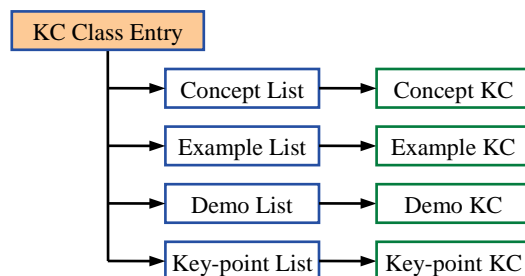 KC Class Entry
Concept List
Concept KC
Example List
Example KC
Demo List
Demo KC
Key-point List
Key-point KC